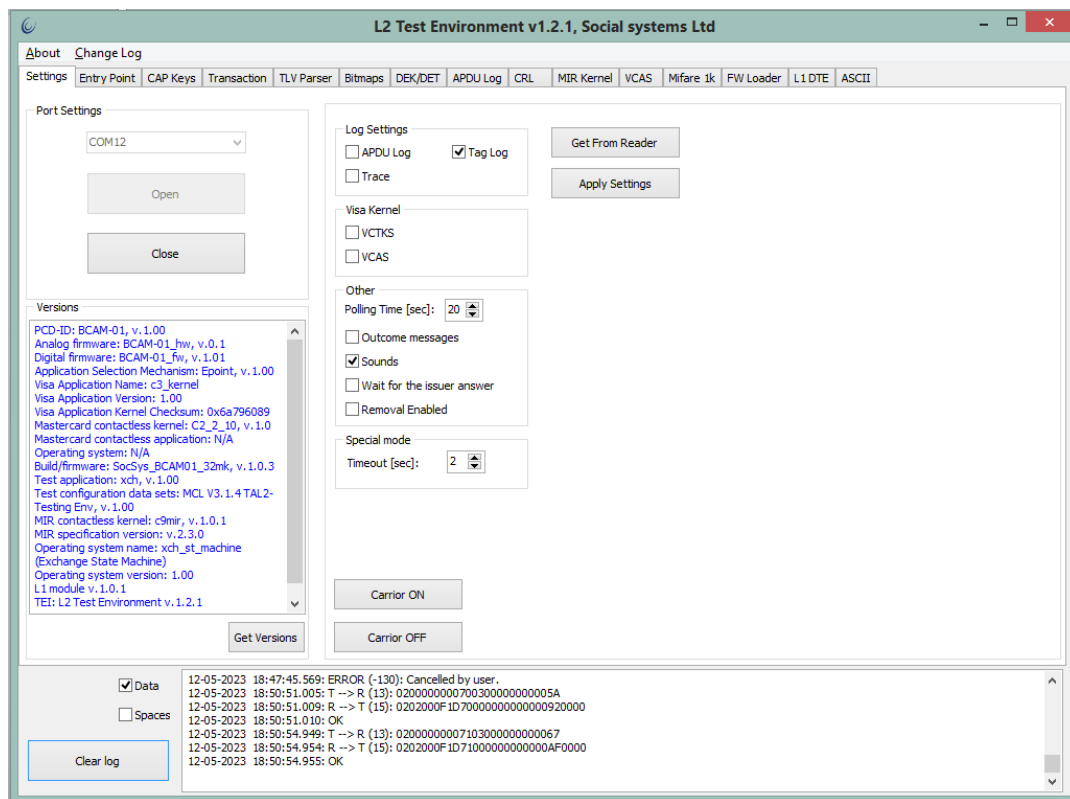 L2 Test Environment v1.2.1, Social systems Ltd
About Change Log
Settings Entry Point CAP Keys Transaction TLV Parser Bitmaps DEK/DET APDU Log CRL MIR Kernel VCAS Mifare 1k FW Loader L1 DTE ASCII
Port Settings
COM12
Open
Close
Versions
PCD-ID: BCAM-01, v.1.00
Analog firmware: BCAM-01_hw, v.0.1
Digital firmware: BCAM-01_fw, v.1.01
Application Selection Mechanism: Epoint, v.1.00
Visa Application Name: c3_kernel
Visa Application Version: 1.00
Visa Application Kernel Checksum: 0x6a796089
Mastercard contactless kernel: C2_2_10, v.1.0
Mastercard contactless application: N/A
Operating system: N/A
Build/firmware: SocSys_BCAM01_32mk, v.1.0.3
Test application: xch, v.1.00
Test configuration data sets: MCL V3.1.4 TAL2-
Testing Env, v.1.00
MIR contactless kernel: c9mir, v.1.0.1
MIR specification version: v.2.3.0
Operating system name: xch_st_machine
(Exchange State Machine)
Operating system version: 1.00
L1 module v.1.0.1
TEI: L2 Test Environment v.1.2.1
Get Versions
Log Settings
APDU Log Tag Log
Trace
Visa Kernel
VCTKS
VCAS
Other
Polling Time [sec]: 20
Outcome messages
Sounds
Wait for the issuer answer
Removal Enabled
Special mode
Timeout [sec]: 2
Carrior ON
Carrior OFF
Get From Reader
Apply Settings
Data
Spaces
Clear log
12-05-2023 18:47:45.569: ERROR (-130): Cancelled by user.
12-05-2023 18:50:51.005: T --> R (13): 0200000000700300000000005A
12-05-2023 18:50:51.009: R --> T (15): 0202000F1D7000000000000920000
12-05-2023 18:50:51.010: OK
12-05-2023 18:50:54.949: T --> R (13): 02000000007103000000000067
12-05-2023 18:50:54.954: R --> T (15): 0202000F1D71000000000000AF0000
12-05-2023 18:50:54.955: OK